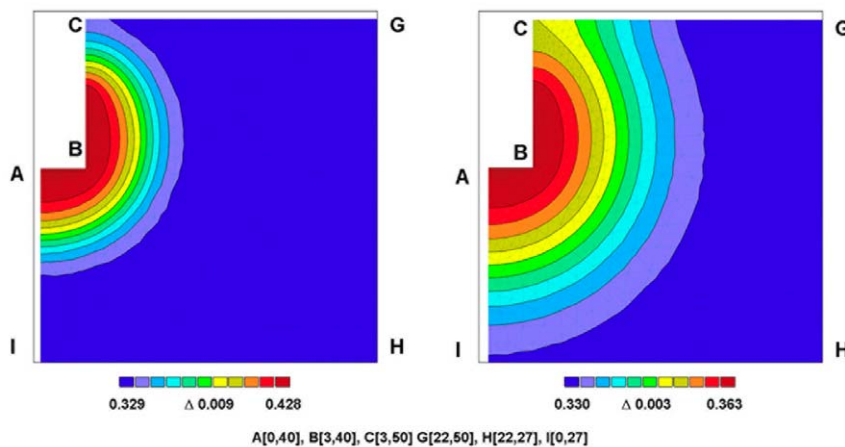 C G C G
B B
A A
I H I H
0.329 Δ 0.009 0.428 0.330 Δ 0.003 0.363
A[0,40], B[3,40], C[3,50] G[22,50], H[22,27], I[0,27]